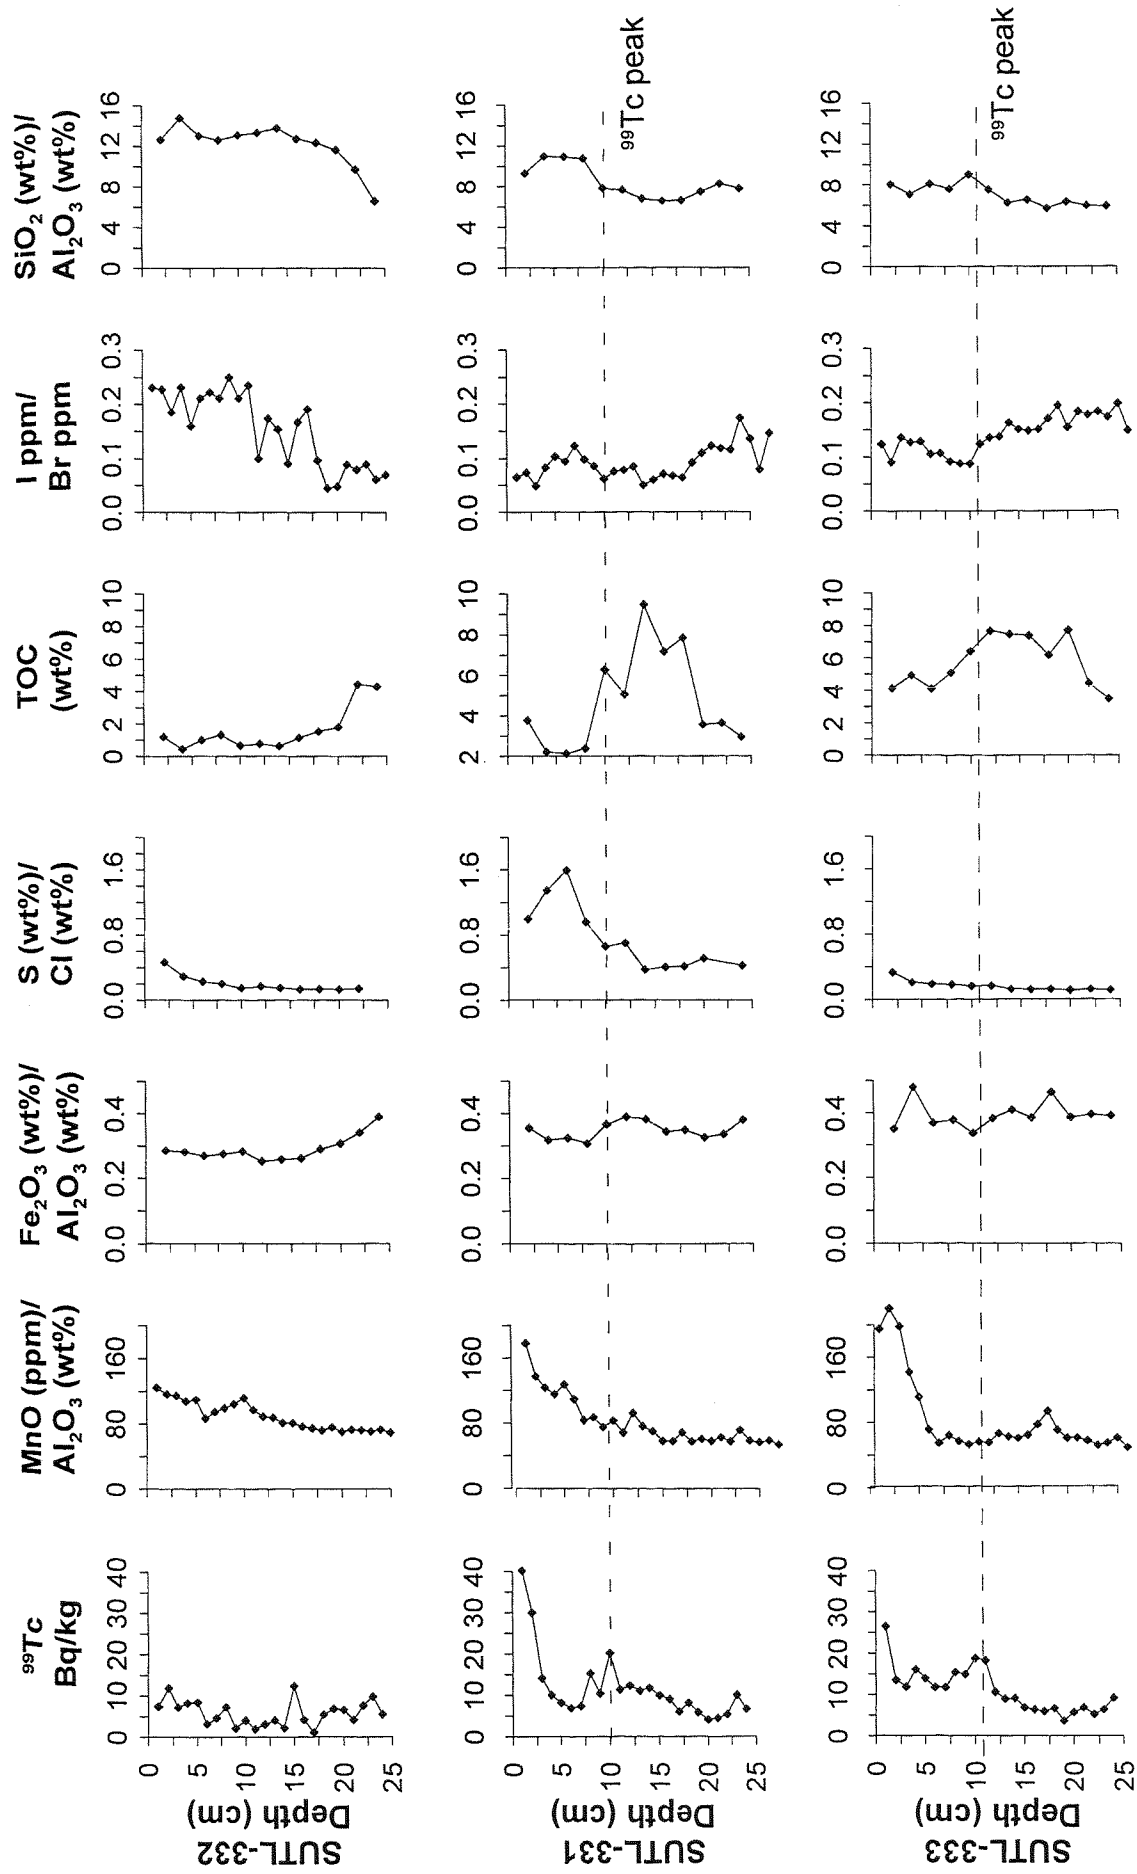 ⁹⁹Tc
Bq/kg
MnO (ppm)/
Al₂O₃ (wt%)
Fe₂O₃ (wt%)/
Al₂O₃ (wt%)
S (wt%)/
Cl (wt%)
TOC
(wt%)
I ppm/
Br ppm
SiO₂ (wt%)/
Al₂O₃ (wt%)
0 10 20 30 40
0 80 160
0.0 0.2 0.4
0.0 0.8 1.6
0 2 4 6 8 10
0.0 0.1 0.2 0.3
0 4 8 12 16
SUTL-332
Depth (cm)
0
5
10
15
20
25
0 10 20 30 40
0 80 160
0.0 0.2 0.4
0.0 0.8 1.6
2 4 6 8 10
0.0 0.1 0.2 0.3
0 4 8 12 16
SUTL-331
Depth (cm)
0
5
10
15
20
25
⁹⁹Tc peak
0 10 20 30 40
0 80 160
0.0 0.2 0.4
0.0 0.8 1.6
0 2 4 6 8 10
0.0 0.1 0.2 0.3
0 4 8 12 16
SUTL-333
Depth (cm)
0
5
10
15
20
25
⁹⁹Tc peak